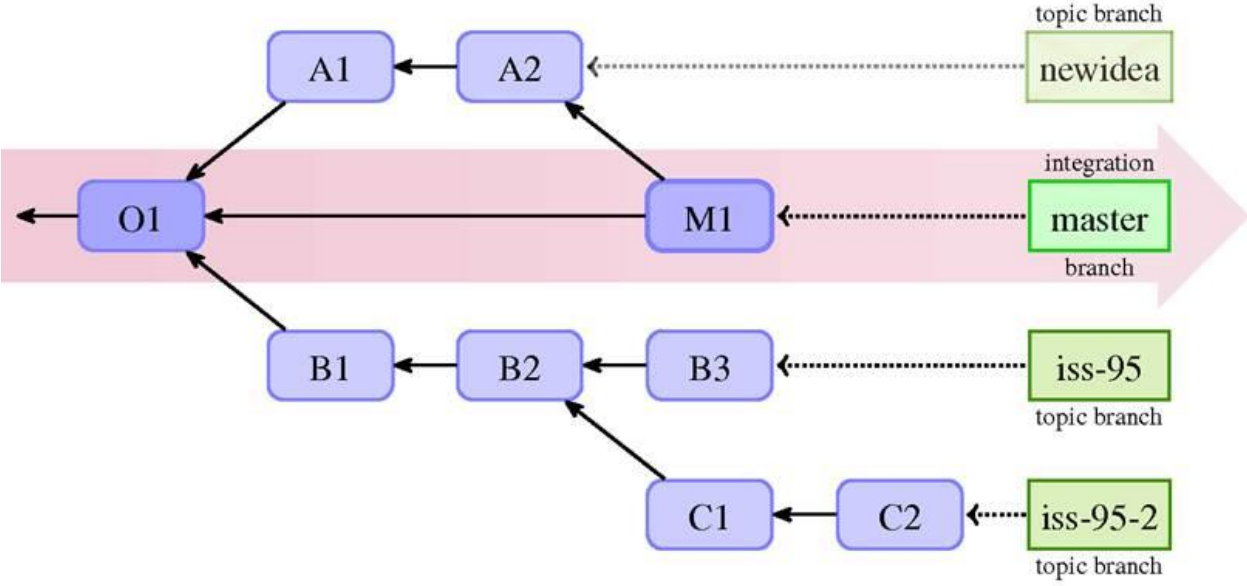 topic branch
A1
A2
newidea
integration
O1
M1
master
branch
B1
B2
B3
iss-95
topic branch
C1
C2
iss-95-2
topic branch